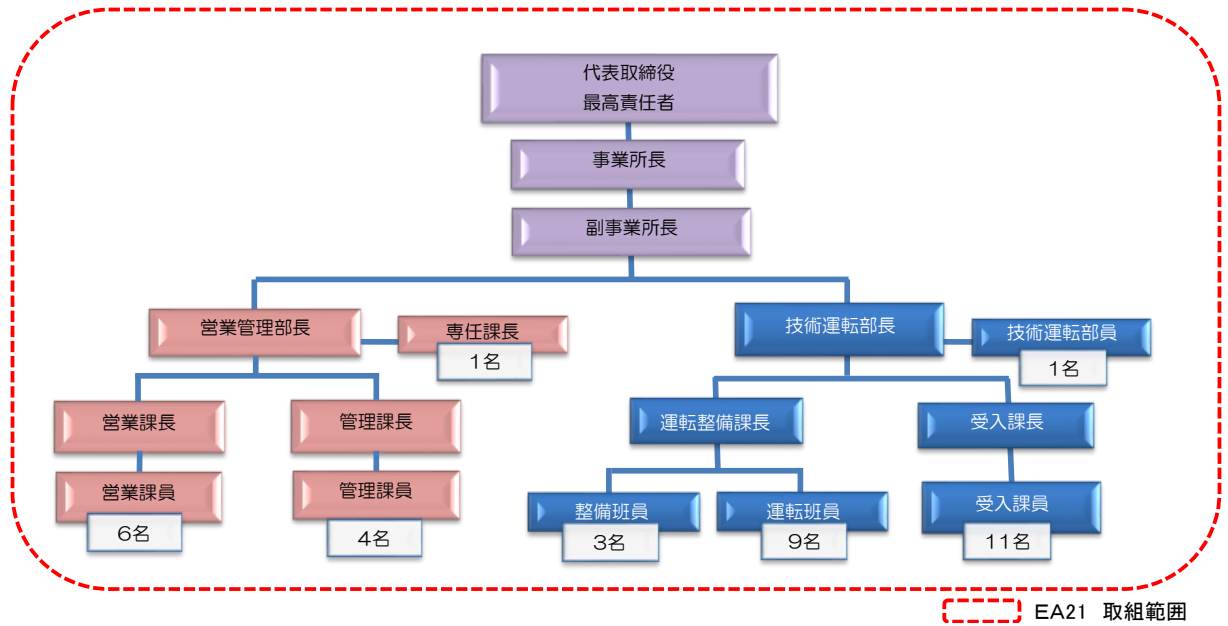 代表取締役
最高責任者
事業所長
副事業所長
営業管理部長
専任課長
1名
技術運転部長
技術運転部員
1名
営業課長
管理課長
運転整備課長
受入課長
営業課員
6名
管理課員
4名
整備班員
3名
運転班員
9名
受入課員
11名
EA21 取組範囲